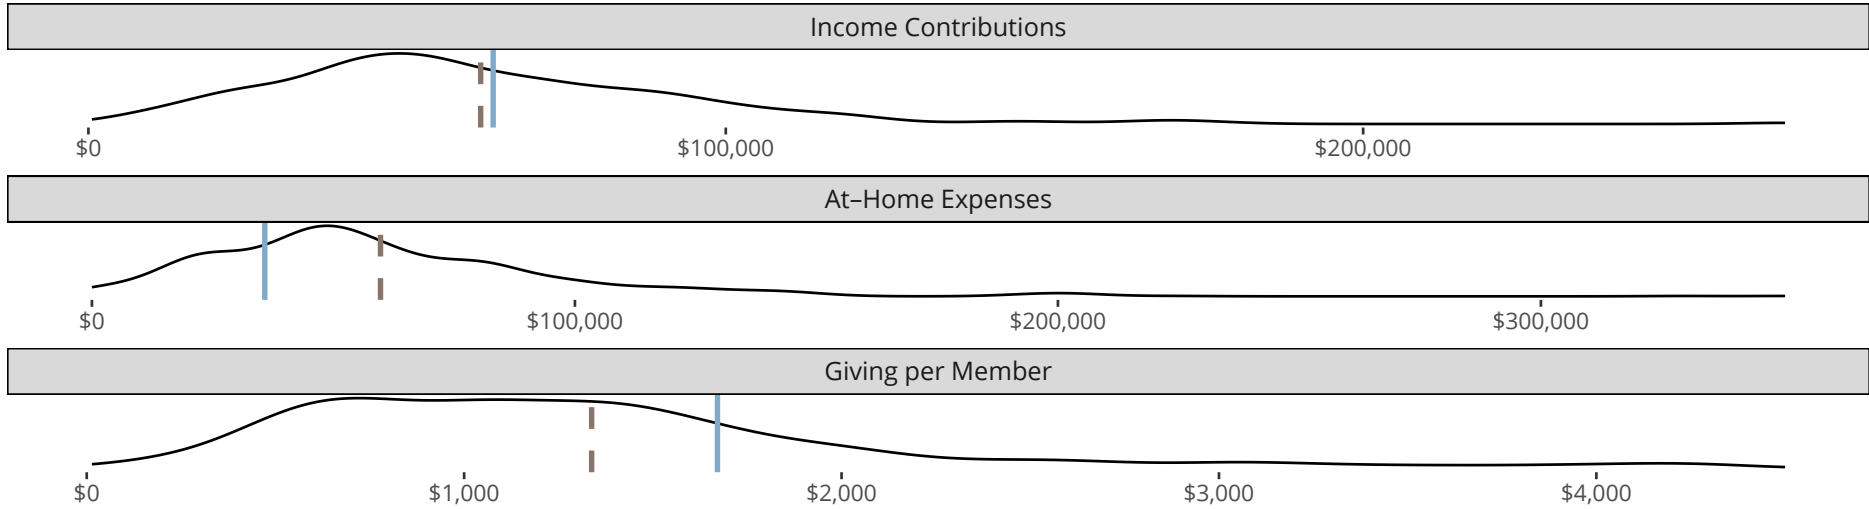 Income Contributions
$0 $100,000 $200,000
At–Home Expenses
$0 $100,000 $200,000 $300,000
Giving per Member
$0 $1,000 $2,000 $3,000 $4,000